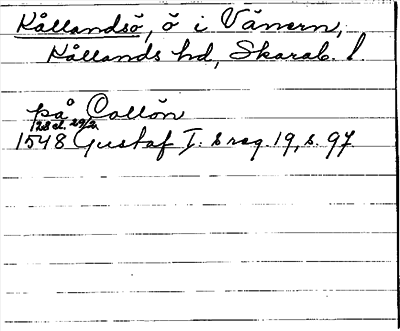 Kållandsö, ö i Vänern,
Kållands hd, Skarab. l.
på Collön
1548 Gustaf I:s reg. 19, s. 97